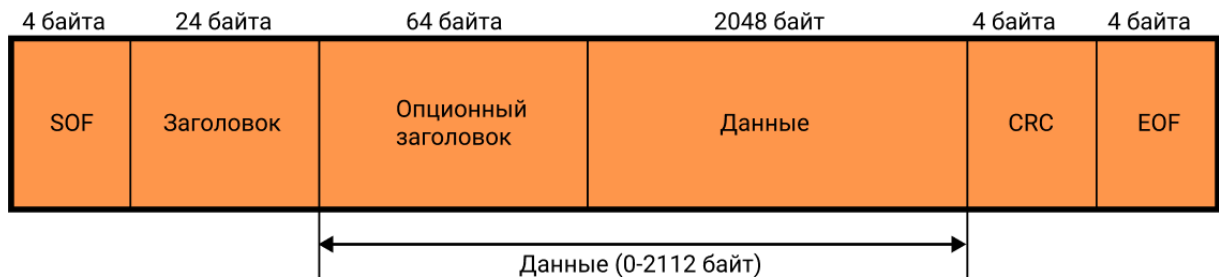 4 байта 24 байта 64 байта 2048 байт 4 байта 4 байта
SOF
Заголовок
Опционный
заголовок
Данные
CRC
EOF
Данные (0-2112 байт)